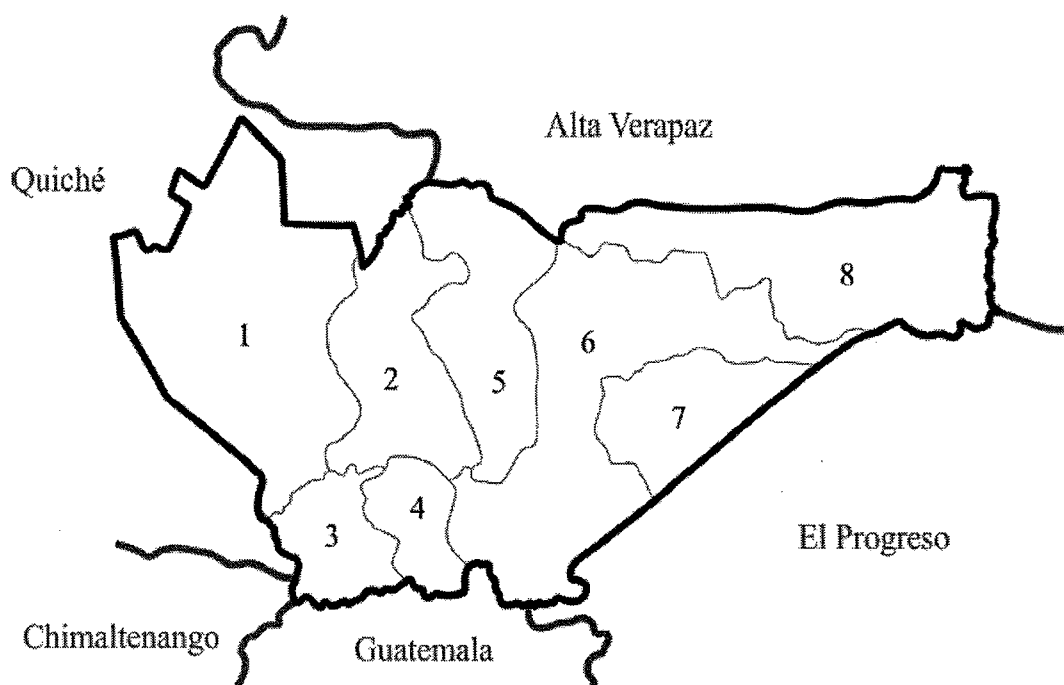 Alta Verapaz
Quiché
8
1
6
2
5
7
4
3
El Progreso
Chimaltenango
Guatemala